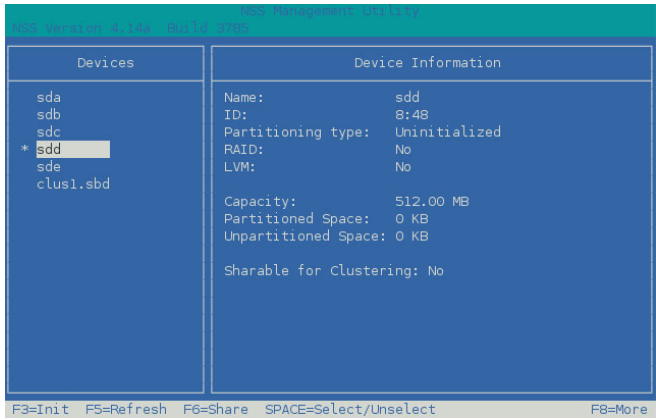 NSS Management Utility
NSS Version 4.14a Build 3785
Devices
sda
sdb
sdc
* sdd
sde
clus1.sbd
Device Information
Name: sdd
ID: 8:48
Partitioning type: Uninitialized
RAID: No
LVM: No
Capacity: 512.00 MB
Partitioned Space: 0 KB
Unpartitioned Space: 0 KB
Sharable for Clustering: No
F3=Init F5=Refresh F6=Share SPACE=Select/Unselect F8=More